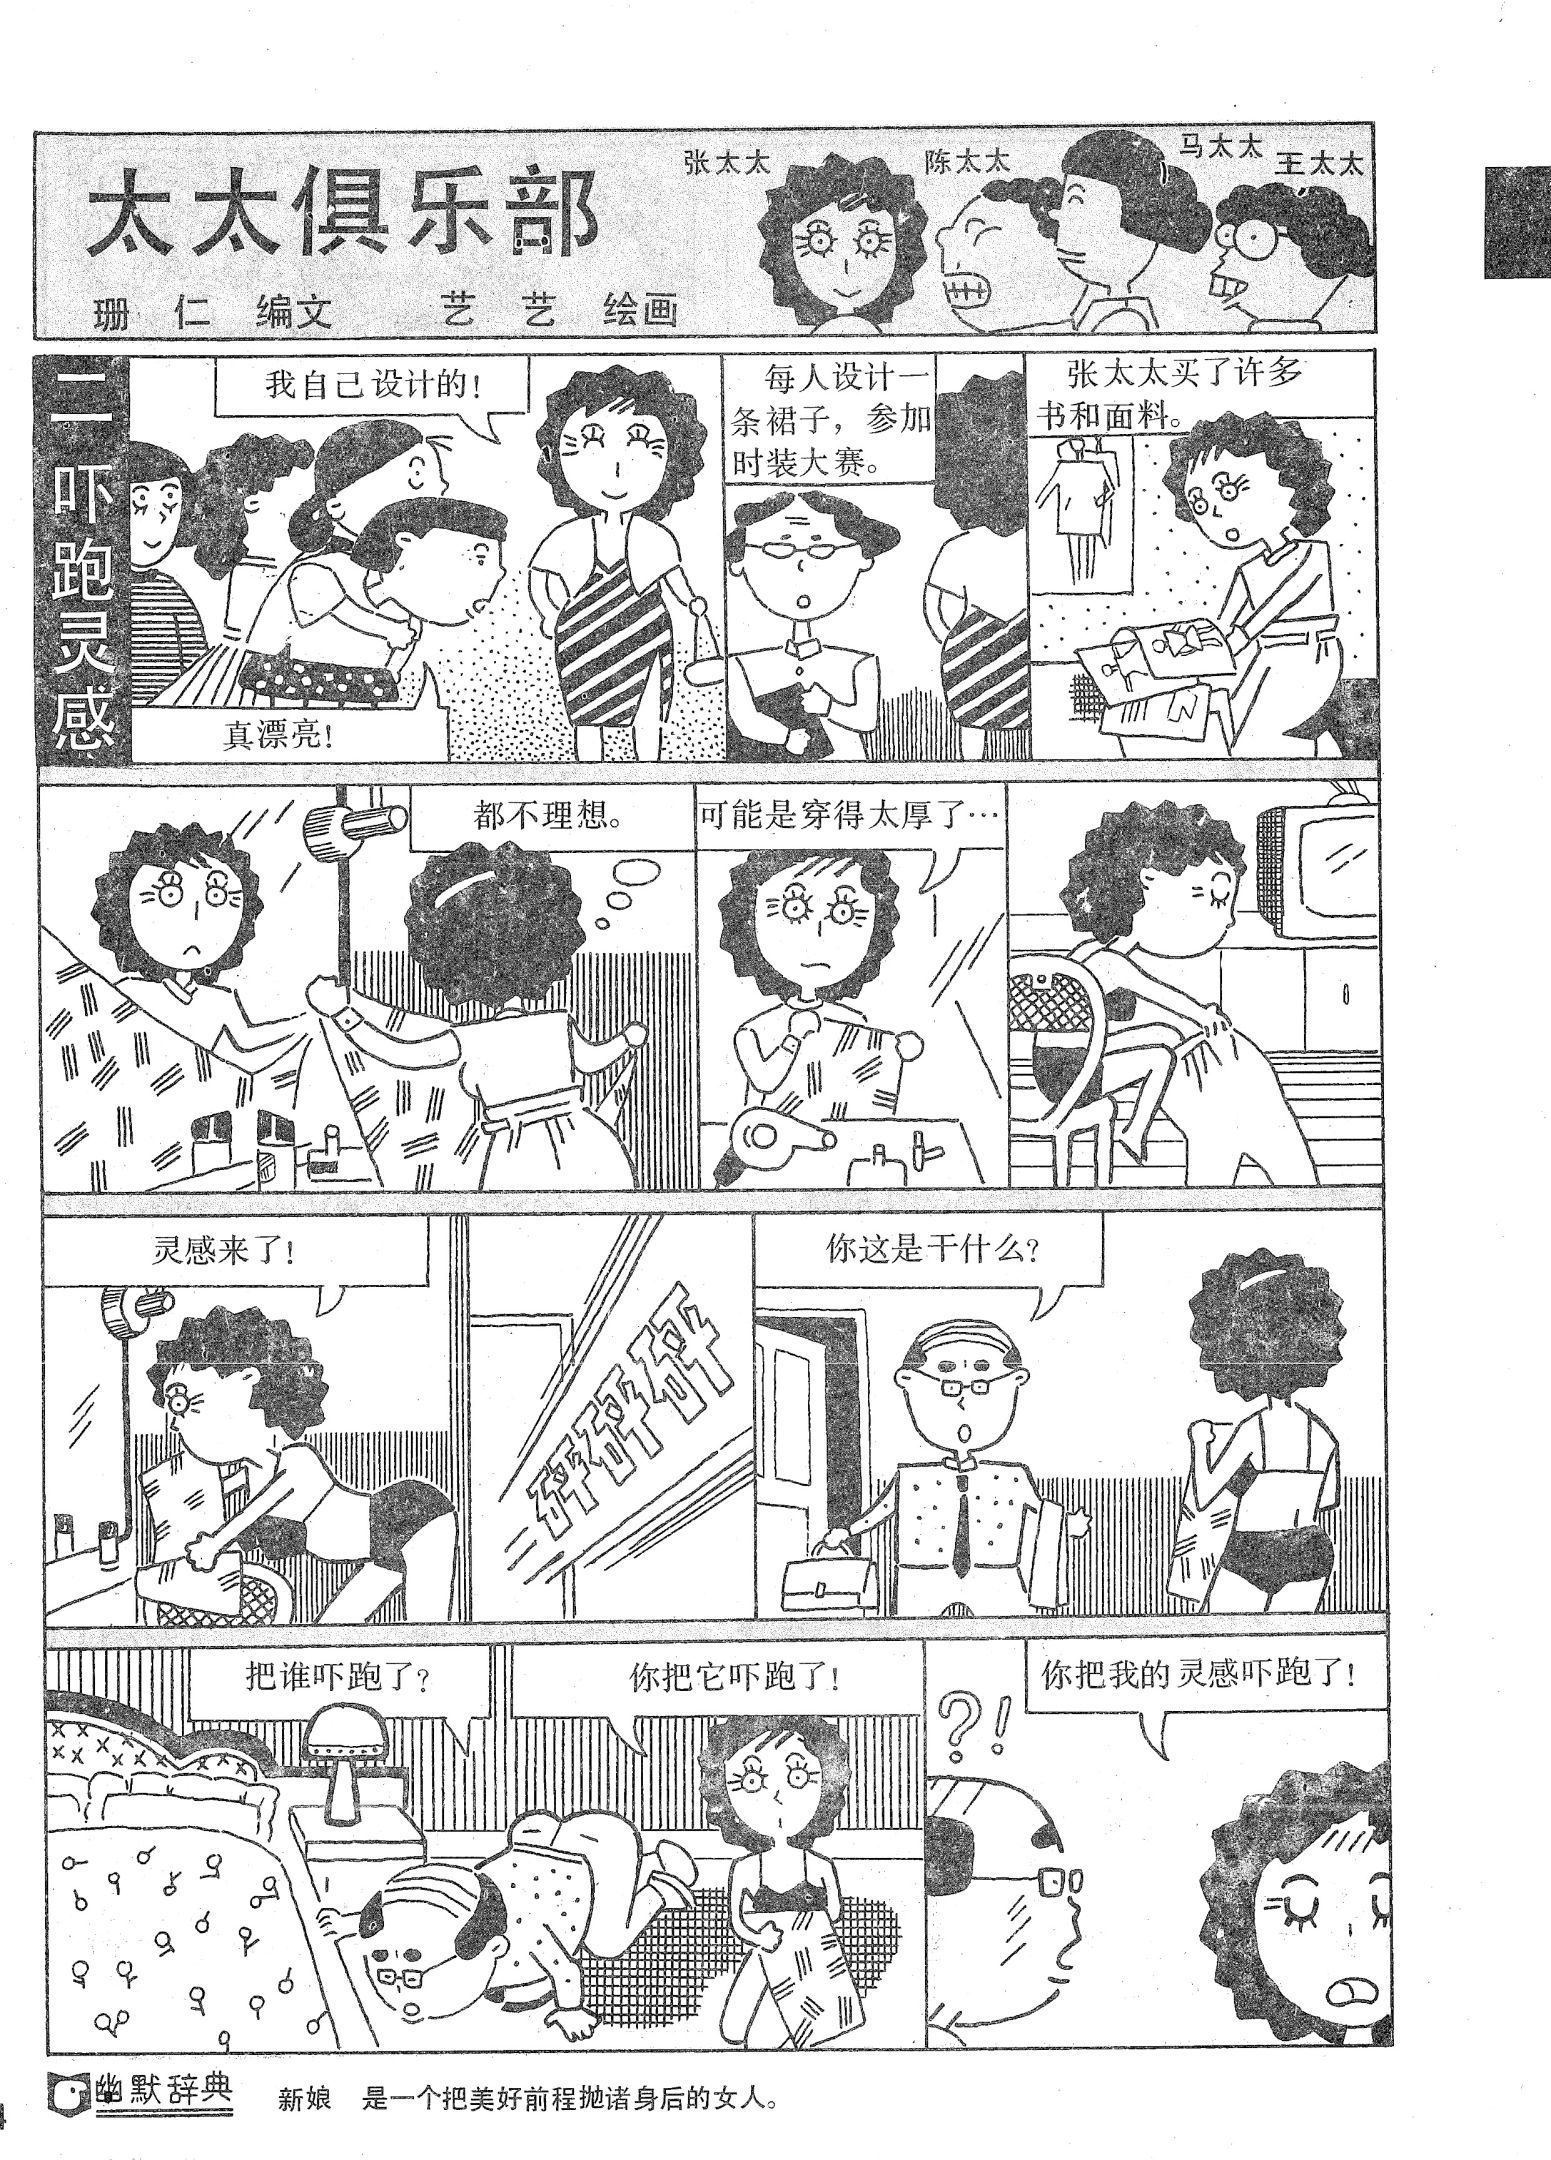 太太俱乐部
珊 仁 编文 艺 艺 绘画
张太太
陈太太
马太太
王太太
二吓跑灵感
我自己设计的！
真漂亮！
每人设计一
条裙子，参加
时装大赛。
张太太买了许多
书和面料。
都不理想。
可能是穿得太厚了…
灵感来了！
砰砰砰
你这是干什么？
把谁吓跑了？
你把它吓跑了！
你把我的灵感吓跑了！
?!
幽默辞典 新娘 是一个把美好前程抛诸身后的女人。